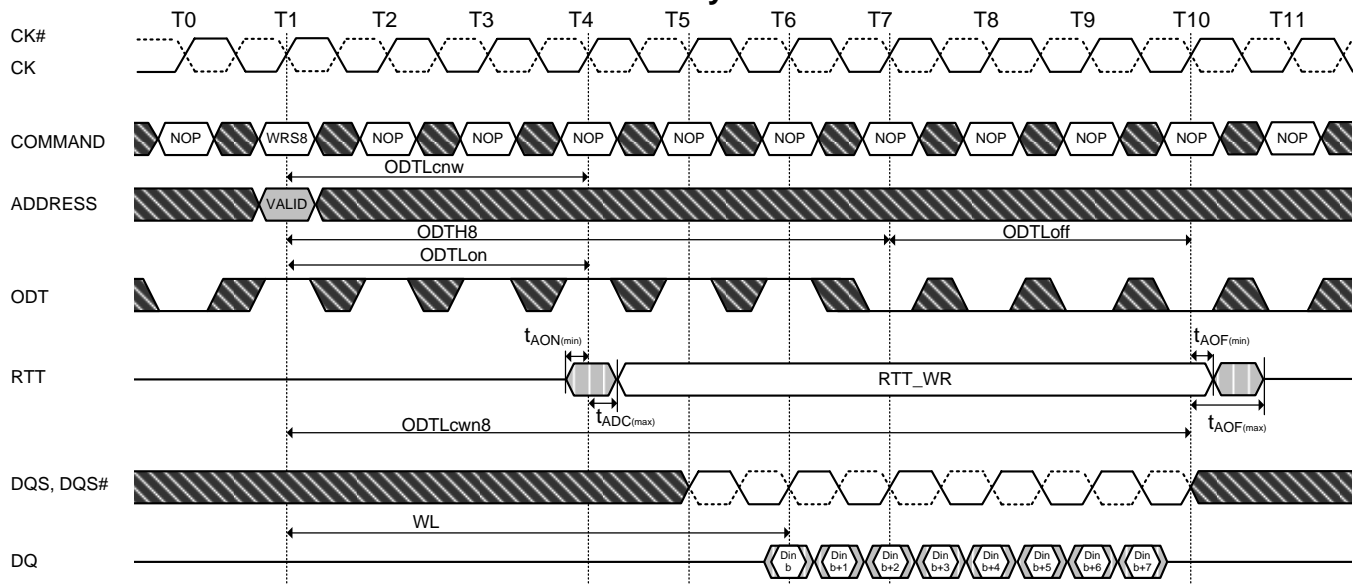 T0 T1 T2 T3 T4 T5 T6 T7 T8 T9 T10 T11
CK#
CK
COMMAND NOP WRS8 NOP NOP NOP NOP NOP NOP NOP NOP NOP NOP
ODTLcnw
ADDRESS VALID
ODTH8 ODTLoff
ODTLon
ODT
tAON(min) tAOF(min)
RTT RTT_WR
tADC(max) tAOF(max)
ODTLcwn8
DQS, DQS#
WL
DQ Din b Din b+1 Din b+2 Din b+3 Din b+4 Din b+5 Din b+6 Din b+7